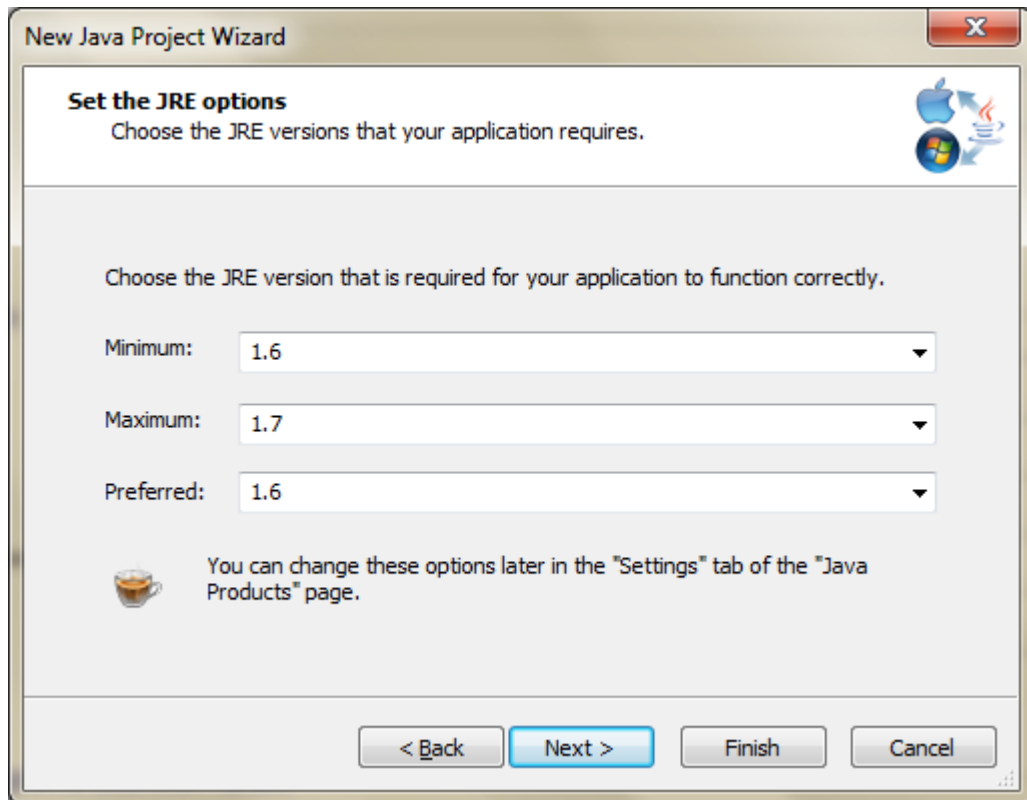 New Java Project Wizard
Set the JRE options
Choose the JRE versions that your application requires.
Choose the JRE version that is required for your application to function correctly.
Minimum: 1.6
Maximum: 1.7
Preferred: 1.6
You can change these options later in the "Settings" tab of the "Java
Products" page.
< Back Next > Finish Cancel